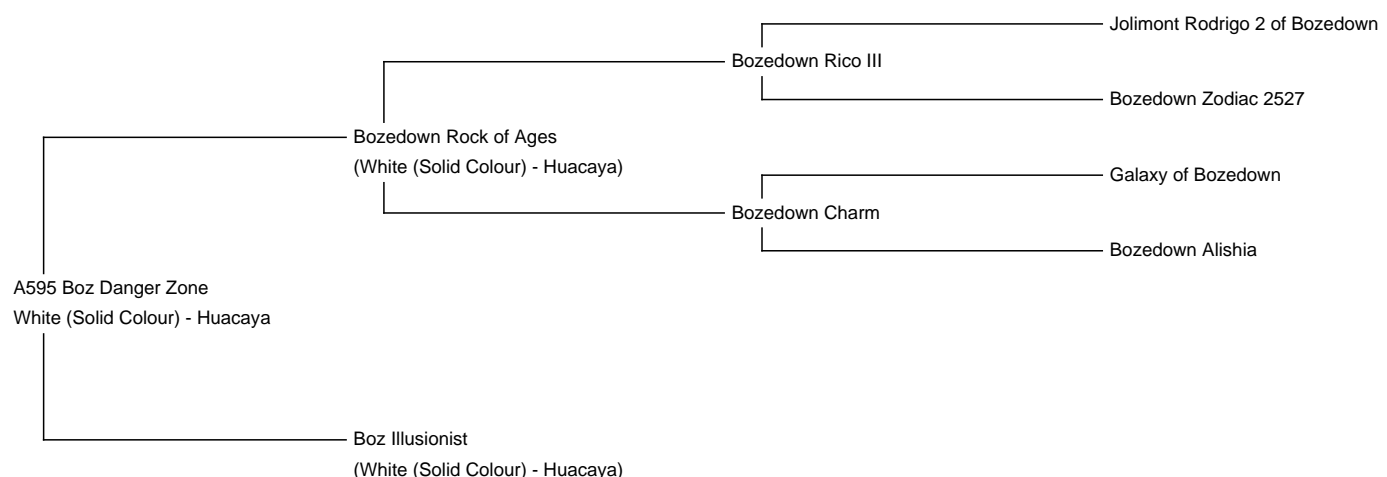 Jolimont Rodrigo 2 of Bozedown
Bozedown Rico III
Bozedown Zodiac 2527
Bozedown Rock of Ages
(White (Solid Colour) - Huacaya)
Galaxy of Bozedown
Bozedown Charm
Bozedown Alishia
A595 Boz Danger Zone
White (Solid Colour) - Huacaya
Boz Illusionist
(White (Solid Colour) - Huacaya)